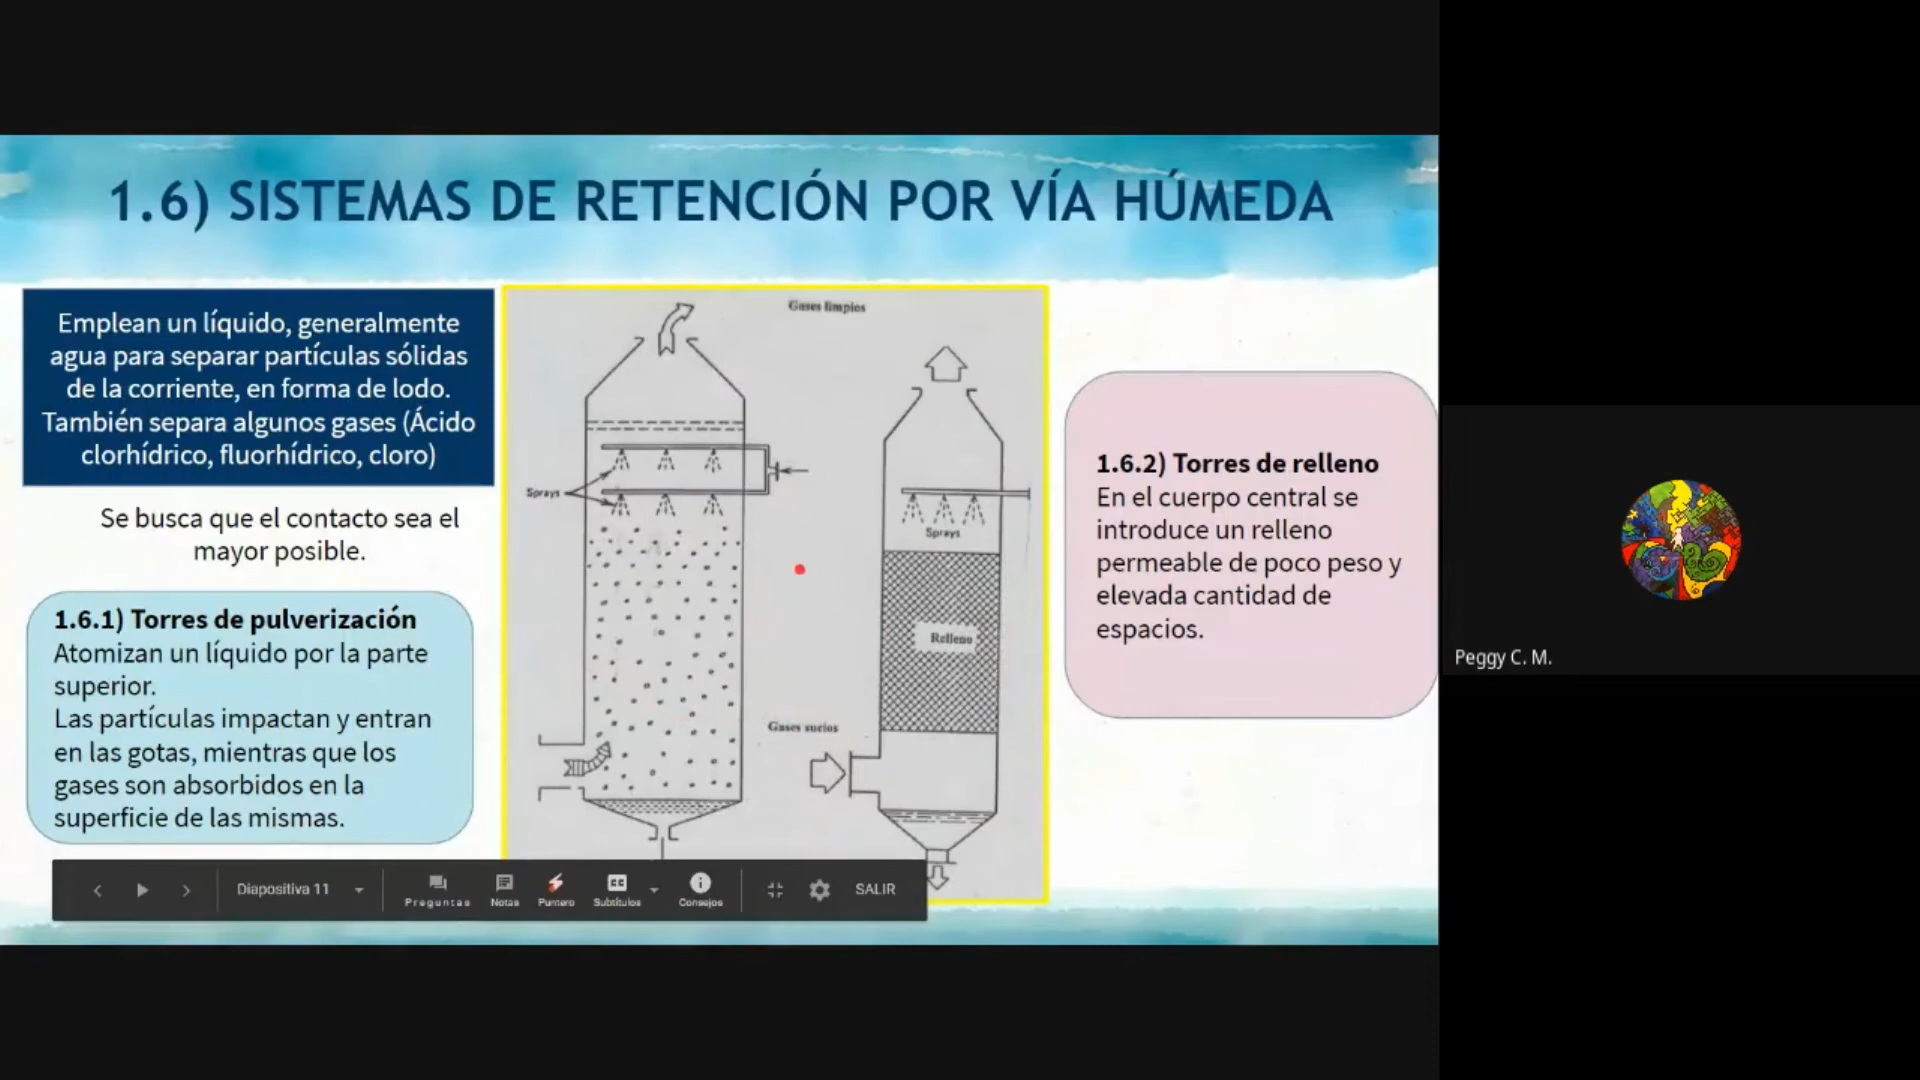 1.6) SISTEMAS DE RETENCIÓN POR VÍA HÚMEDA
Emplean un líquido, generalmente
agua para separar partículas sólidas
de la corriente, en forma de lodo.
También separa algunos gases (Ácido
clorhídrico, fluorhídrico, cloro)
Se busca que el contacto sea el
mayor posible.
1.6.1) Torres de pulverización
Atomizan un líquido por la parte
superior.
Las partículas impactan y entran
en las gotas, mientras que los
gases son absorbidos en la
superficie de las mismas.
Gases limpios
Sprays
Sprays
Relleno
Gases sucios
1.6.2) Torres de relleno
En el cuerpo central se
introduce un relleno
permeable de poco peso y
elevada cantidad de
espacios.
Diapositiva 11
Preguntas
Notas
Puntero
Subtítulos
Consejos
SALIR
Peggy C. M.